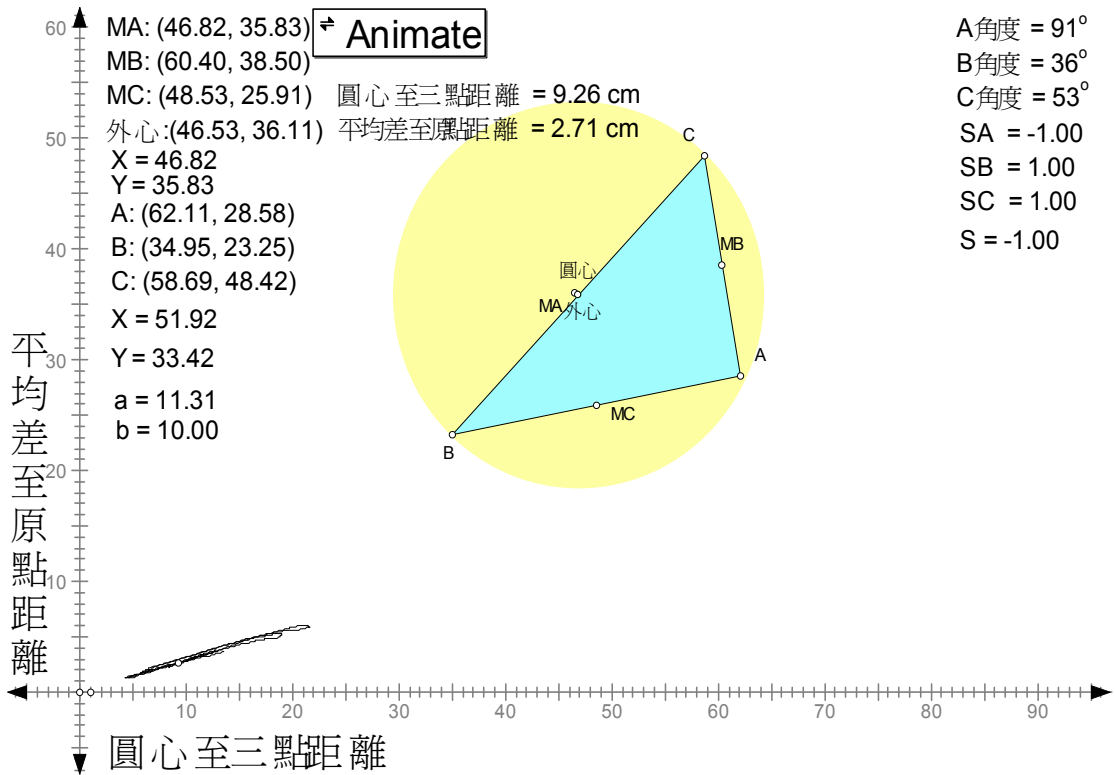 MA: (46.82, 35.83)
MB: (60.40, 38.50)
MC: (48.53, 25.91)
外心:(46.53, 36.11)
X = 46.82
Y = 35.83
A: (62.11, 28.58)
B: (34.95, 23.25)
C: (58.69, 48.42)
X = 51.92
Y = 33.42
a = 11.31
b = 10.00
⇌ Animate
圓心至三點距離 = 9.26 cm
平均差至原點距離 = 2.71 cm
A角度 = 91°
B角度 = 36°
C角度 = 53°
SA = -1.00
SB = 1.00
SC = 1.00
S = -1.00
C
MB
圓心
MA
外心
A
MC
B
60
50
40
30
20
10
平均差至原點距離
10 20 30 40 50 60 70 80 90
圓心至三點距離